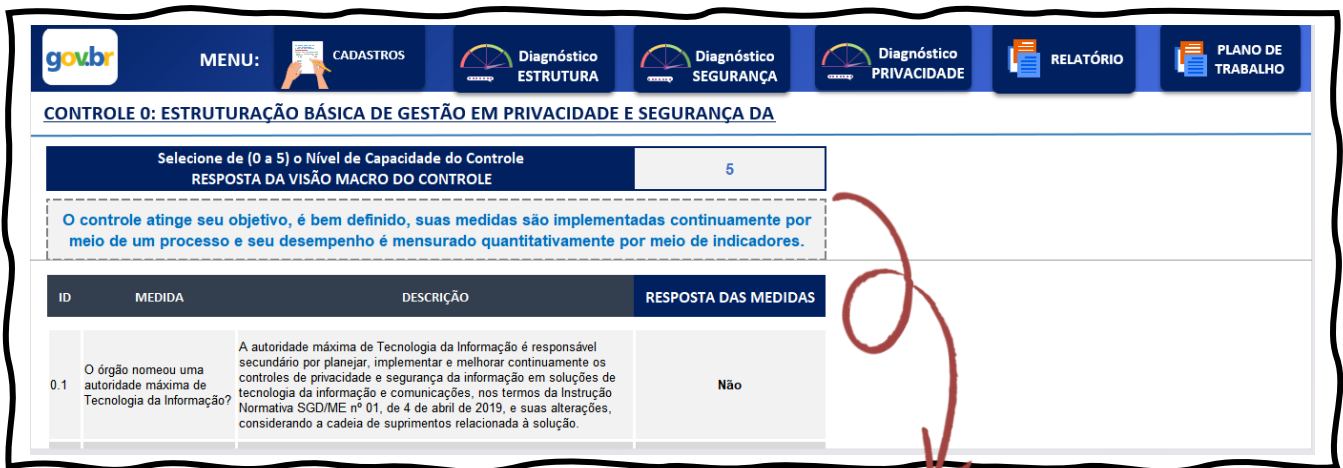 gov.br
MENU:
CADASTROS
Diagnóstico
ESTRUTURA
Diagnóstico
SEGURANÇA
Diagnóstico
PRIVACIDADE
RELATÓRIO
PLANO DE
TRABALHO
CONTROLE 0: ESTRUTURAÇÃO BÁSICA DE GESTÃO EM PRIVACIDADE E SEGURANÇA DA
Selecione de (0 a 5) o Nível de Capacidade do Controle
RESPOSTA DA VISÃO MACRO DO CONTROLE
5
O controle atinge seu objetivo, é bem definido, suas medidas são implementadas continuamente por
meio de um processo e seu desempenho é mensurado quantitativamente por meio de indicadores.
ID MEDIDA DESCRIÇÃO RESPOSTA DAS MEDIDAS
0.1
O órgão nomeou uma
autoridade máxima de
Tecnologia da Informação?
A autoridade máxima de Tecnologia da Informação é responsável
secundário por planejar, implementar e melhorar continuamente os
controles de privacidade e segurança da informação em soluções de
tecnologia da informação e comunicações, nos termos da Instrução
Normativa SGD/ME nº 01, de 4 de abril de 2019, e suas alterações,
considerando a cadeia de suprimentos relacionada à solução.
Não